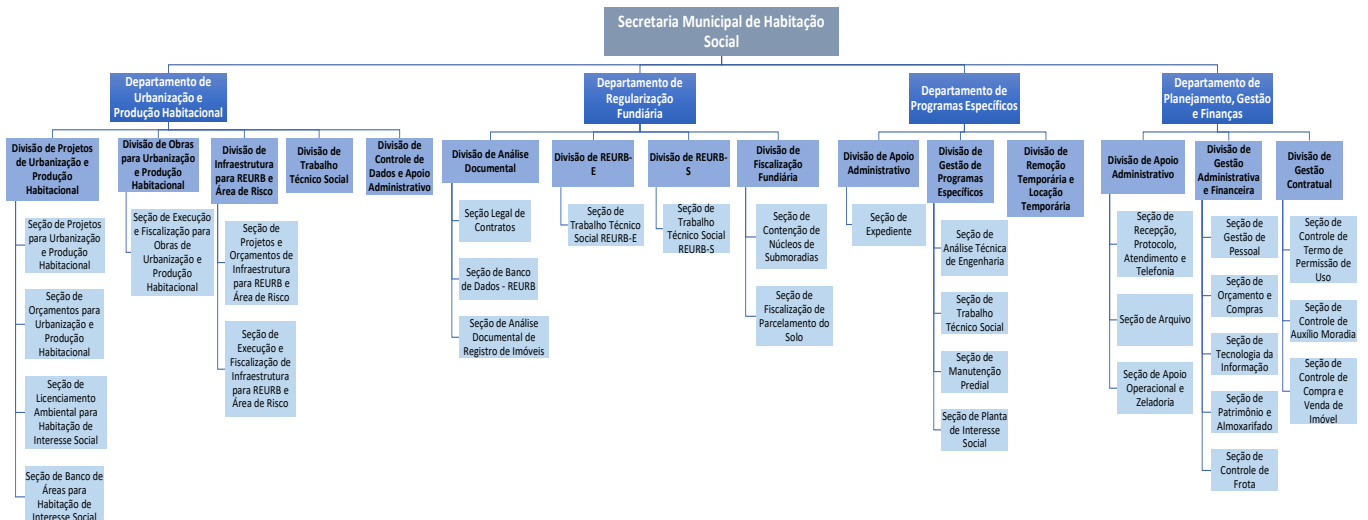 Secretaria Municipal de Habitação
Social
Departamento de
Urbanização e
Produção Habitacional
Departamento de
Regularização
Fundiária
Departamento de
Programas Específicos
Departamento de
Planejamento, Gestão
e Finanças
Divisão de Projetos
de Urbanização e
Produção
Habitacional
Divisão de Obras
para Urbanização
e Produção
Habitacional
Divisão de
Infraestrutura
para REURB e
Área de Risco
Divisão de
Trabalho
Técnico Social
Divisão de
Controle de
Dados e Apoio
Administrativo
Divisão de Análise
Documental
Divisão de REURB-
E
Divisão de REURB-
S
Divisão de
Fiscalização
Fundiária
Divisão de Apoio
Administrativo
Divisão de
Gestão de
Programas
Específicos
Divisão de
Remoção
Temporária e
Locação
Temporária
Divisão de Apoio
Administrativo
Divisão de
Gestão
Administrativa
e Financeira
Divisão de
Gestão
Contratual
Seção de Projetos
para Urbanização
e Produção
Habitacional
Seção de
Orçamentos para
Urbanização e
Produção
Habitacional
Seção de
Licenciamento
Ambiental para
Habitação de
Interesse Social
Seção de Banco de
Áreas para
Habitação de
Interesse Social
Seção de Execução
e Fiscalização para
Obras de
Urbanização e
Produção
Habitacional
Seção de
Projetos e
Orçamentos de
Infraestrutura
para REURB e
Área de Risco
Seção de
Execução e
Fiscalização de
Infraestrutura
para REURB e
Área de Risco
Seção Legal de
Contratos
Seção de Banco
de Dados - REURB
Seção de Análise
Documental de
Registro de Imóveis
Seção de
Trabalho Técnico
Social REURB-E
Seção de
Trabalho
Técnico Social
REURB-S
Seção de
Contenção de
Núcleos de
Submoradias
Seção de
Fiscalização de
Parcelamento do
Solo
Seção de
Expediente
Seção de
Análise Técnica
de Engenharia
Seção de
Trabalho
Técnico Social
Seção de
Manutenção
Predial
Seção de Planta
de Interesse
Social
Seção de
Recepção,
Protocolo,
Atendimento e
Telefonia
Seção de Arquivo
Seção de Apoio
Operacional e
Zeladoria
Seção de
Gestão de
Pessoal
Seção de
Orçamento e
Compras
Seção de
Tecnologia da
Informação
Seção de
Patrimônio e
Almoxarifado
Seção de
Controle de
Frota
Seção de
Controle de
Termo de
Permissão de
Uso
Seção de
Controle de
Auxílio Moradia
Seção de
Controle de
Compra e
Venda de
Imóvel